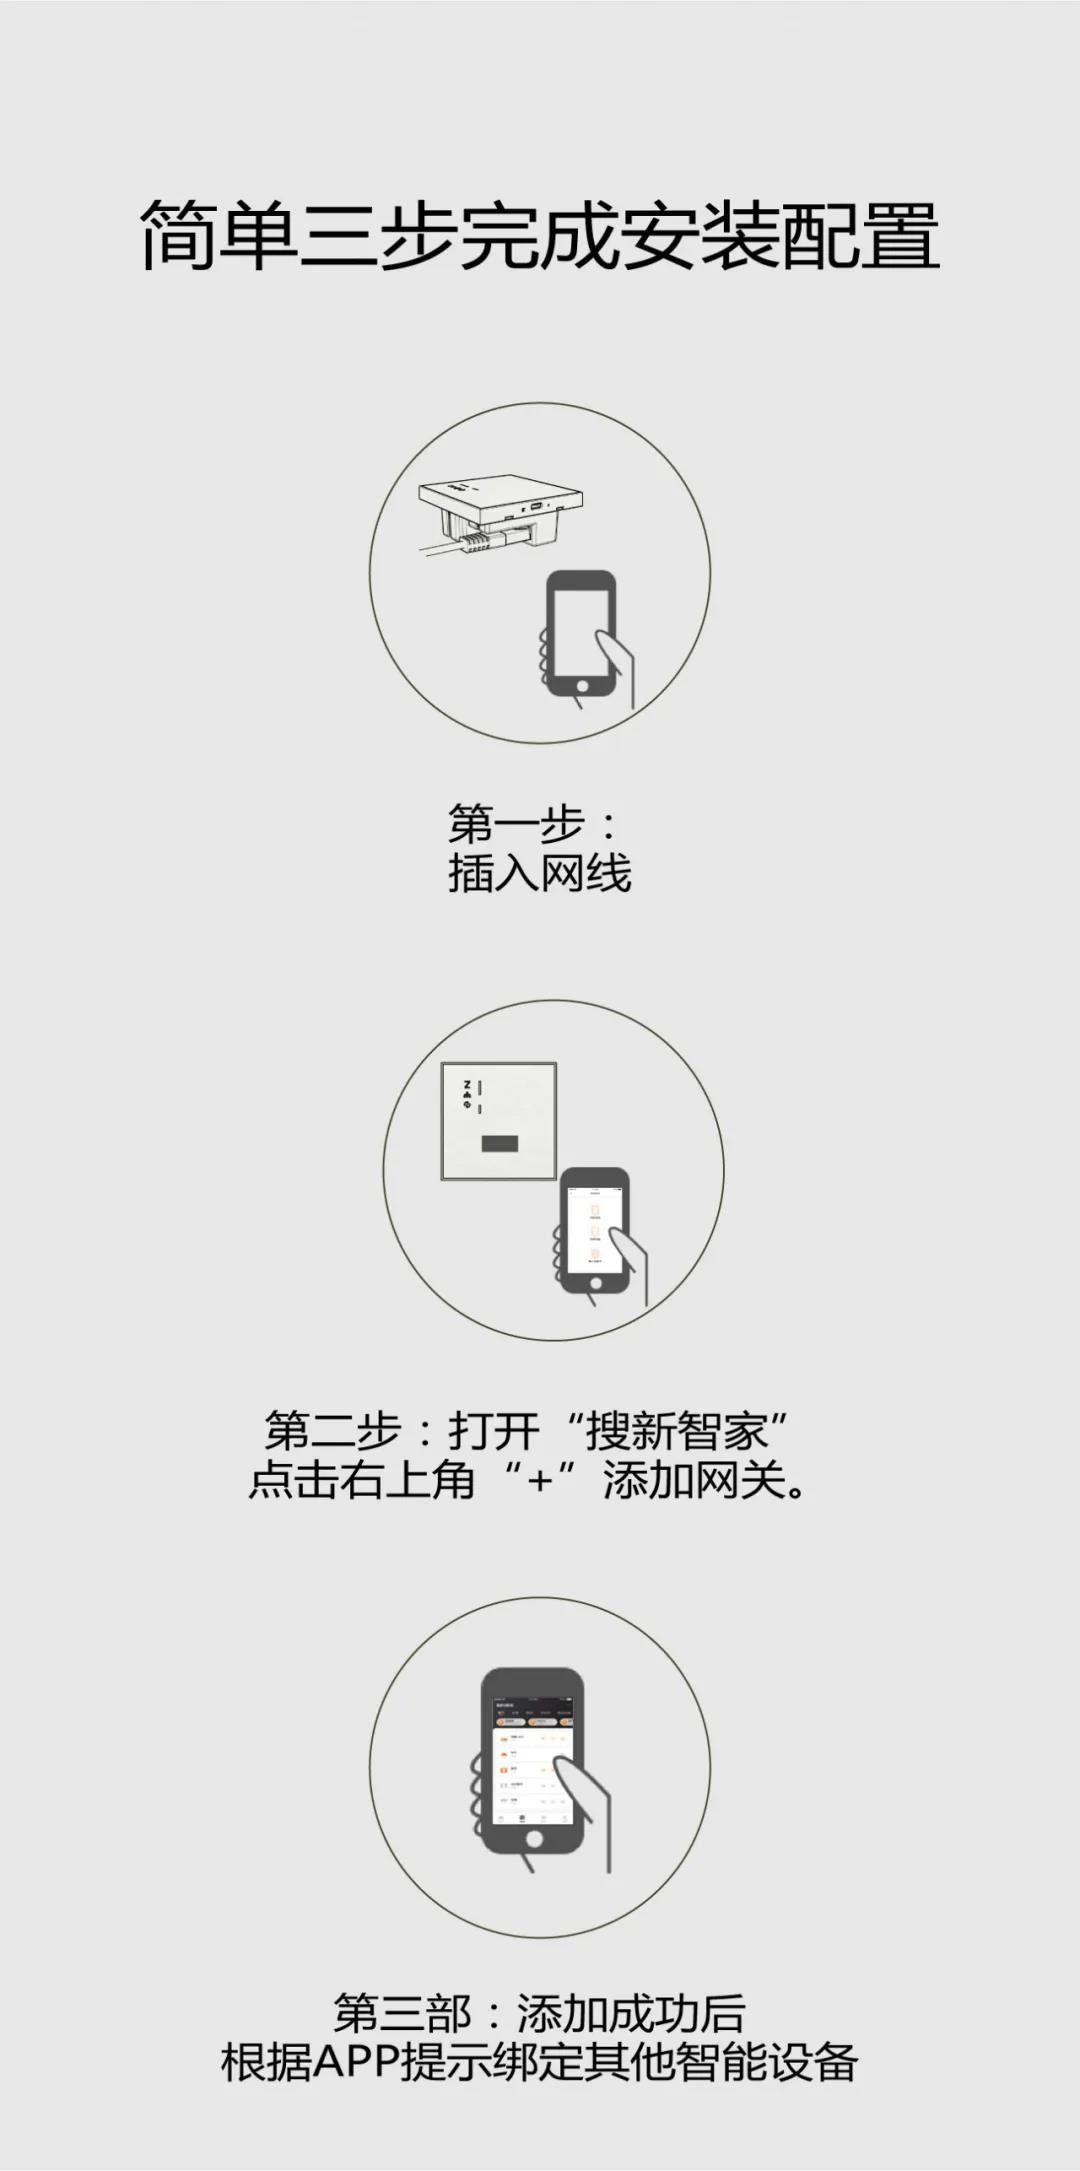 简单三步完成安装配置
第一步：
插入网线
Z
第二步：打开“搜新智家”
点击右上角“+”添加网关。
第三部：添加成功后
根据APP提示绑定其他智能设备